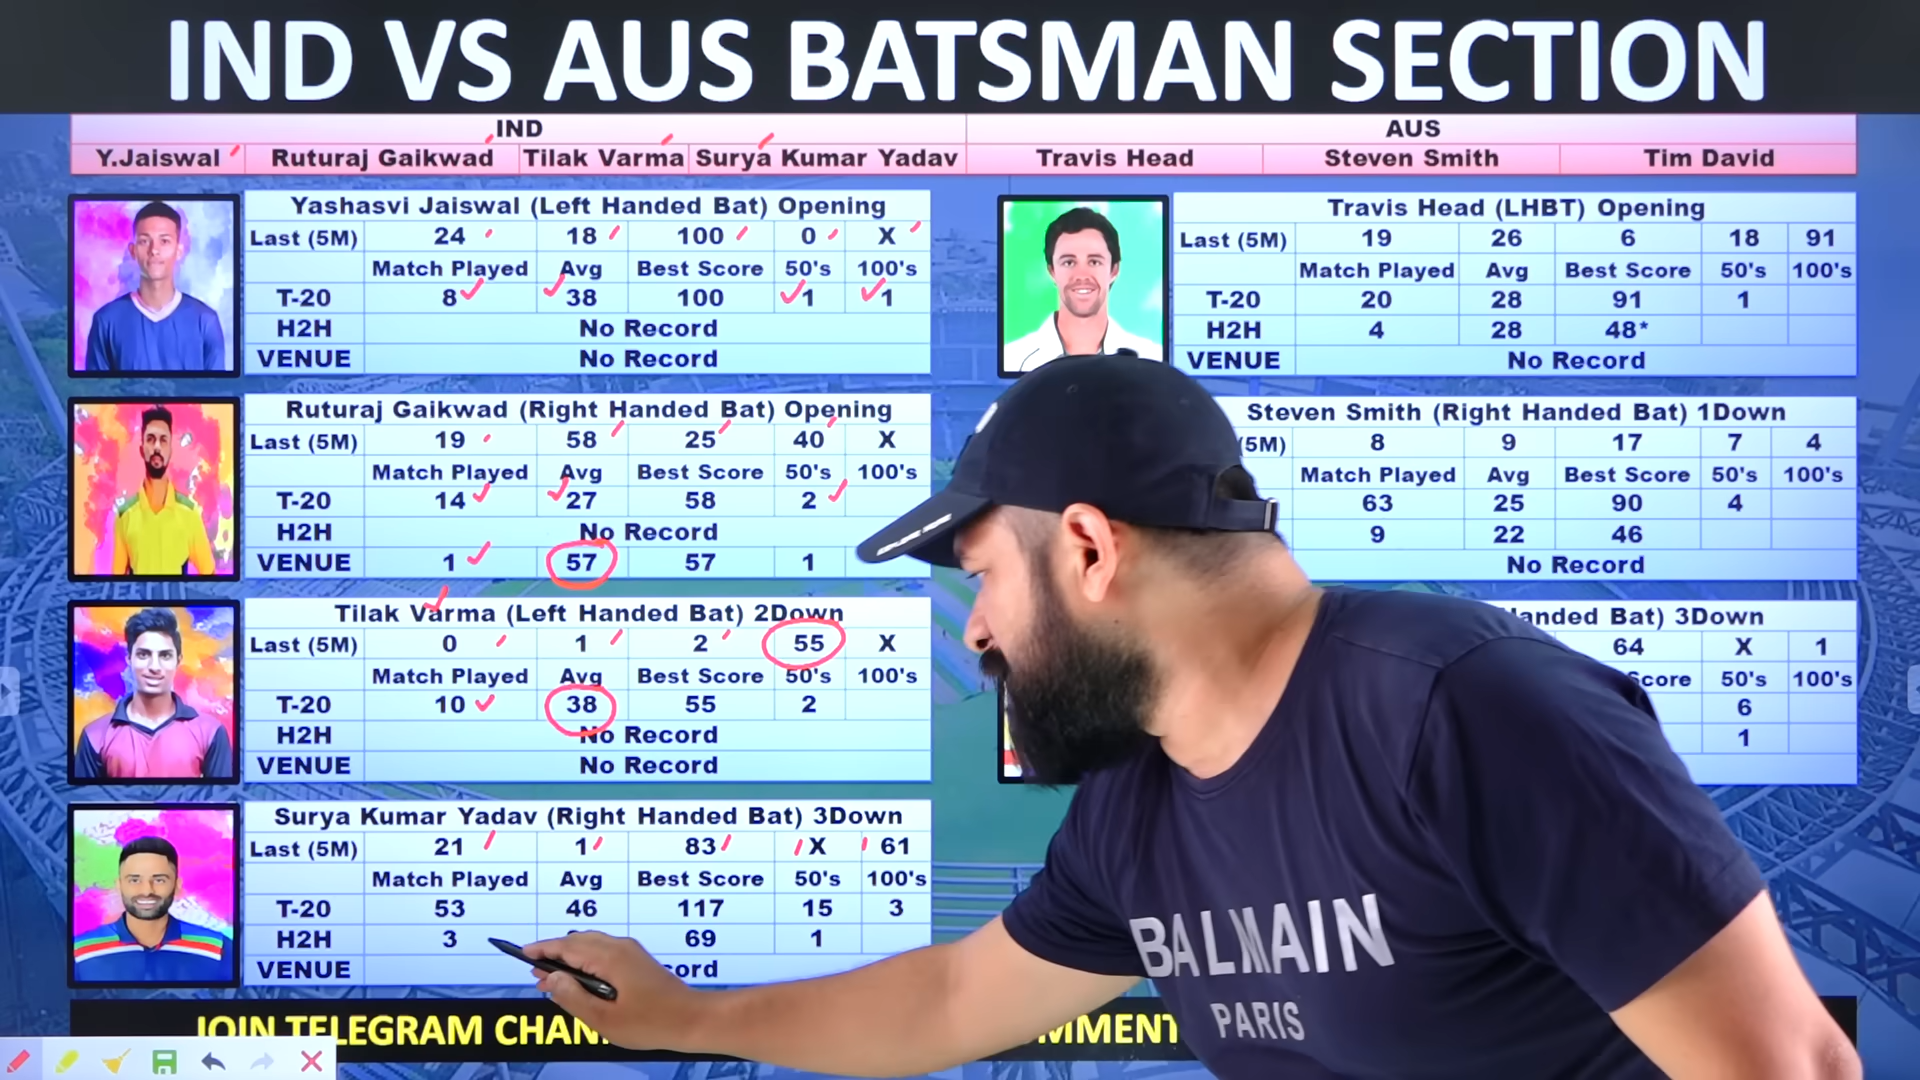 IND VS AUS BATSMAN SECTION
IND AUS
Y.Jaiswal Ruturaj Gaikwad Tilak Varma Surya Kumar Yadav Travis Head Steven Smith Tim David
Yashasvi Jaiswal (Left Handed Bat) Opening
Last (5M) 24 18 100 0 X
Match Played Avg Best Score 50's 100's
T-20 8 38 100 1 1
H2H No Record
VENUE No Record
Travis Head (LHBT) Opening
Last (5M) 19 26 6 18 91
Match Played Avg Best Score 50's 100's
T-20 20 28 91 1
H2H 4 28 48*
VENUE No Record
Ruturaj Gaikwad (Right Handed Bat) Opening
Last (5M) 19 58 25 40 X
Match Played Avg Best Score 50's 100's
T-20 14 27 58 2
H2H No Record
VENUE 1 57 57 1
Steven Smith (Right Handed Bat) 1Down
(5M) 8 9 17 7 4
Match Played Avg Best Score 50's 100's
63 25 90 4
9 22 46
No Record
Tilak Varma (Left Handed Bat) 2Down
Last (5M) 0 1 2 55 X
Match Played Avg Best Score 50's 100's
T-20 10 38 55 2
H2H No Record
VENUE No Record
Bat) 3Down
64 X 1
Score 50's 100's
6
1
Surya Kumar Yadav (Right Handed Bat) 3Down
Last (5M) 21 1 83 X 61
Match Played Avg Best Score 50's 100's
T-20 53 46 117 15 3
H2H 3 69 1
VENUE
BALMAIN
PARIS
JOIN TELEGRAM